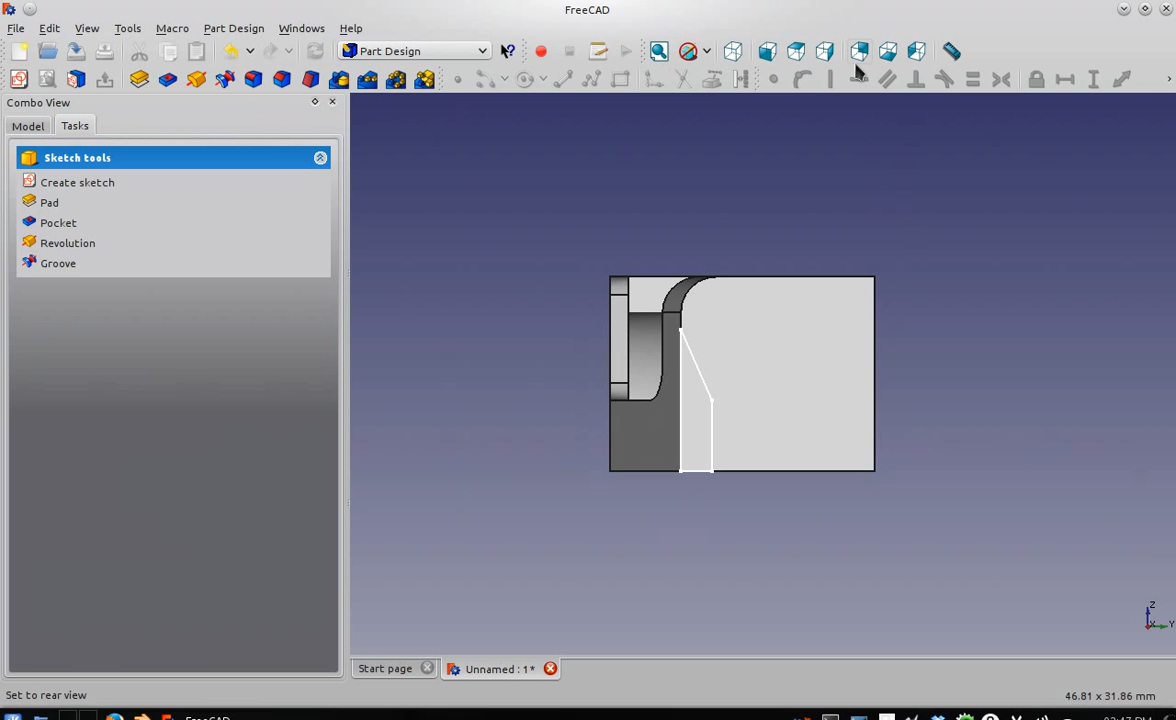 FreeCAD
File Edit View Tools Macro Part Design Windows Help
Part Design
Combo View
Model Tasks
Sketch tools
Create sketch
Pad
Pocket
Revolution
Groove
Z
X Y
Start page Unnamed : 1*
Set to rear view 46.81 x 31.86 mm